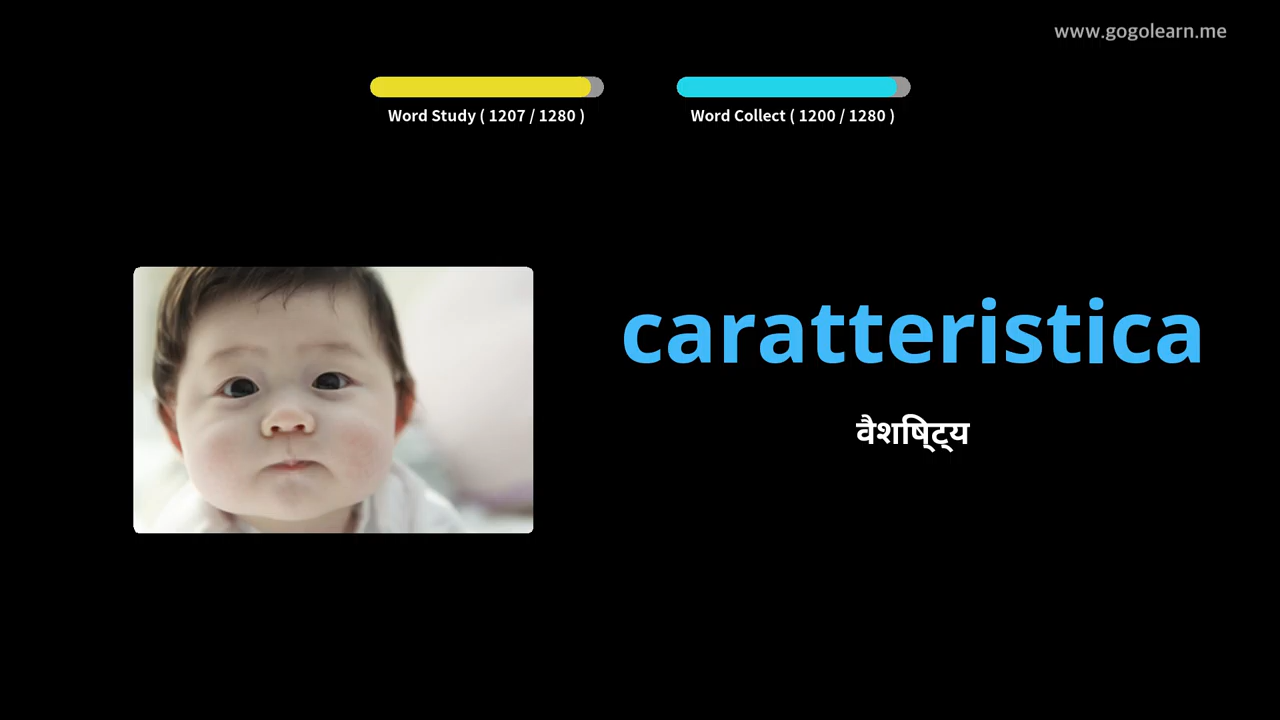 www.gogolearn.me
Word Study ( 1207 / 1280 )
Word Collect ( 1200 / 1280 )
caratteristica
वैशिष्ट्य